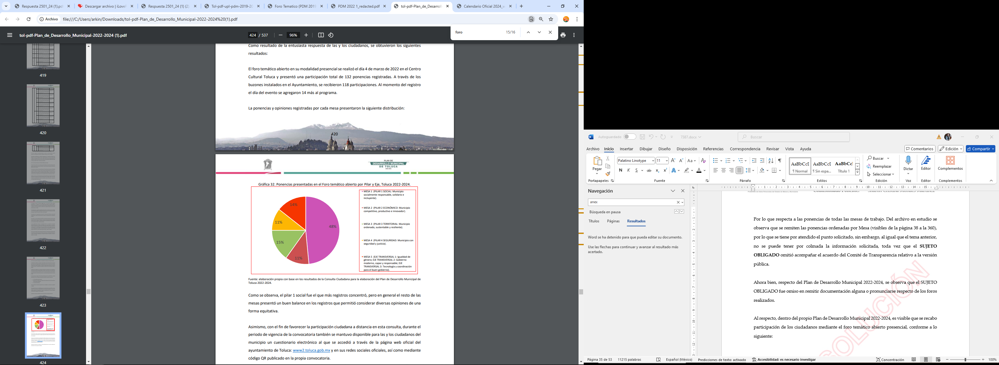 Respuesta 2501_24 (1).pd
Descargar archivo | iLoveF
Respuesta 2501_24 (1) (2)
Tol-pdf-upl-pdm-2019-20
Foro Tematico (PDM 2019
PDM 2022 1_redacted.pdf
tol-pdf-Plan_de_Desarroll
Calendario Oficial 2024_w
Archivo
file:///C:/Users/arkin/Downloads/tol-pdf-Plan_de_Desarrollo_Municipal-2022-2024%20(1).pdf
foro
15/16
tol-pdf-Plan_de_Desarrollo_Municipal-2022-2024 (1).pdf
424 / 537
96%
419
420
421
422
423
424
Como resultado de la entusiasta respuesta de las y los ciudadanos, se obtuvieron los siguientes
resultados:
El foro temático abierto en su modalidad presencial se realizó el día 4 de marzo de 2022 en el Centro
Cultural Toluca y presentó una participación total de 132 ponencias registradas. A través de los
buzones instalados en el Ayuntamiento, se recibieron 118 participaciones. Al momento del registro
el día del evento se agregaron 14 más al programa.
La ponencias y opiniones registradas por cada mesa presentaron la siguiente distribución:
420
PLAN DE
DESARROLLO MUNICIPAL
DE TOLUCA
Gráfica 32. Ponencias presentadas en el Foro temático abierto por Pilar y Eje, Toluca 2022-2024.
14%
11%
48%
15%
11%
MESA 1 (PILAR 1 SOCIAL: Municipio
socialmente responsable, solidario e
incluyente).
MESA 2 (PILAR 2 ECONÓMICO: Municipio
competitivo, productivo e innovador).
MESA 3 (PILAR 3 TERRITORIAL: Municipio
ordenado, sustentable y resiliente).
MESA 4 (PILAR 4 SEGURIDAD: Municipio con
seguridad y justicia).
MESA 5 (EJE TRANSVERSAL 1: Igualdad de
género; EJE TRANSVERSAL 2: Gobierno
moderno, capaz y responsable; EJE
TRANSVERSAL 3: Tecnología y coordinación
para el buen gobierno).
Fuente: elaboración propia con base en los resultados de la Consulta Ciudadana para la elaboración del Plan de Desarrollo Municipal de
Toluca 2022-2024.
Como se observa, el pilar 1 social fue el que más registros concentró, pero en general el resto de las
mesas presentó un buen balance en los registros que permitió considerar diversas opiniones de una
forma equitativa.
Asimismo, con el fin de favorecer la participación ciudadana a distancia en esta consulta, durante el
periodo de vigencia de la convocatoria también se mantuvo disponible para las y los ciudadanos del
municipio un cuestionario electrónico al que se accedió a través de la página web oficial del
ayuntamiento de Toluca: www2.toluca.gob.mx y en sus redes sociales oficiales, así como mediante
código QR publicado en la propia convocatoria.
Autoguardado
7387.docx
Buscar
Archivo Inicio Insertar Dibujar Diseño Disposición Referencias Correspondencia Revisar Vista Ayuda
Comentarios
Edición
Compartir
Pegar
Palatino Linotype
11
N K S ab x₂ x²
AaBbCcI
AaBbCcI
AaBbCc
¶ Normal
¶ Sin espa...
Título 1
Buscar
Reemplazar
Seleccionar
Dictar
Editor
Complementos
Portapapeles
Fuente
Párrafo
Estilos
Edición
Voz
Editor
Complementos
Navegación
anex
Búsqueda en pausa
Títulos Páginas Resultados
Word se ha detenido para que pueda editar su documento.
Use las flechas para continuar y avanzar al resultado más
acertado.
Comisionado Ponente: Sharon Cristina Morales Martínez
Por lo que respecta a las ponencias de todas las mesas de trabajo. Del archivo en estudio se
observa que se remiten las ponencias ordenadas por Mesa (visibles de la página 38 a la 360),
por lo que se tiene por atendido el punto solicitado, sin embargo, al igual que el tema anterior,
no se puede tener por colmada la información solicitada, toda vez que el SUJETO
OBLIGADO omitió acompañar el acuerdo del Comité de Transparencia relativo a la versión
pública.
Ahora bien, respecto del Plan de Desarrollo Municipal 2022-2024, se observa que el SUJETO
OBLIGADO fue omiso en remitir documentación alguna o pronunciarse respecto de los foros
realizados.
Al respecto, dentro del propio Plan de Desarrollo Municipal 2022-2024, es visible que se recabo
participación de los ciudadanos mediante el foro temático abierto presencial, conforme a lo
siguiente:
SOLUCIÓN
Página 35 de 53
11215 palabras
Español (México)
Predicciones de texto: activado
Accesibilidad: es necesario investigar
Concentración
100%